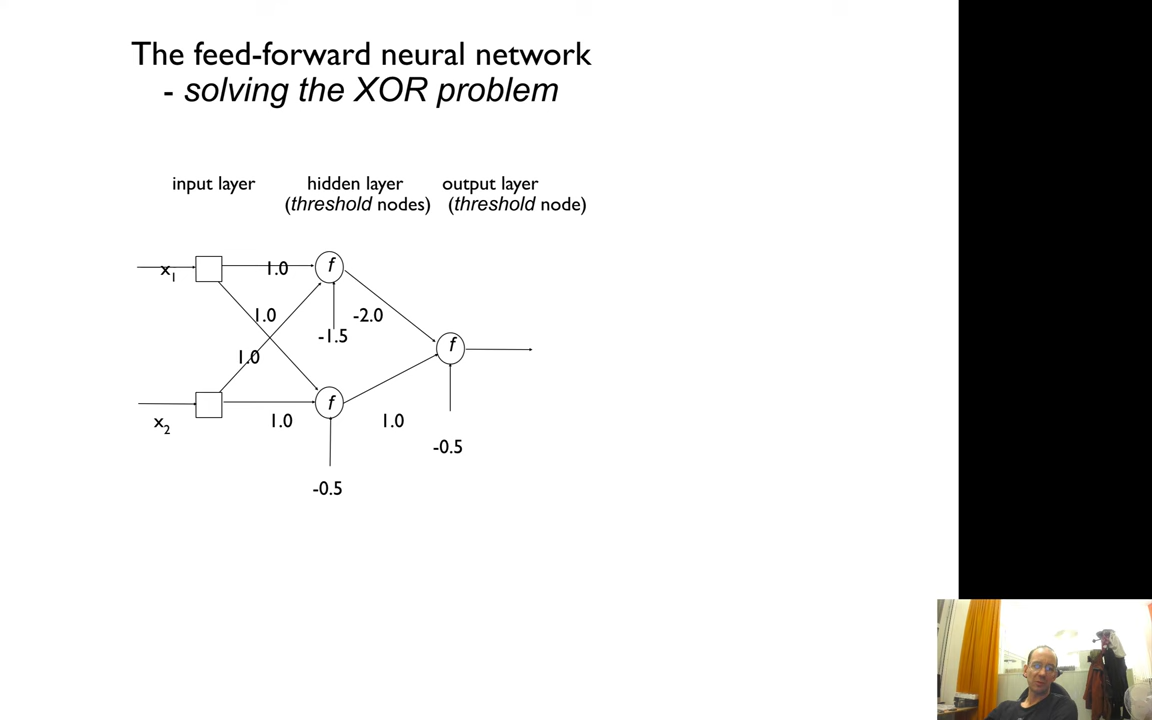 The feed-forward neural network
- solving the XOR problem
input layer hidden layer output layer
(threshold nodes) (threshold node)
x1 1.0 f
1.0 -2.0
-1.5
f
1.0
f
x2 1.0 1.0
-0.5
-0.5